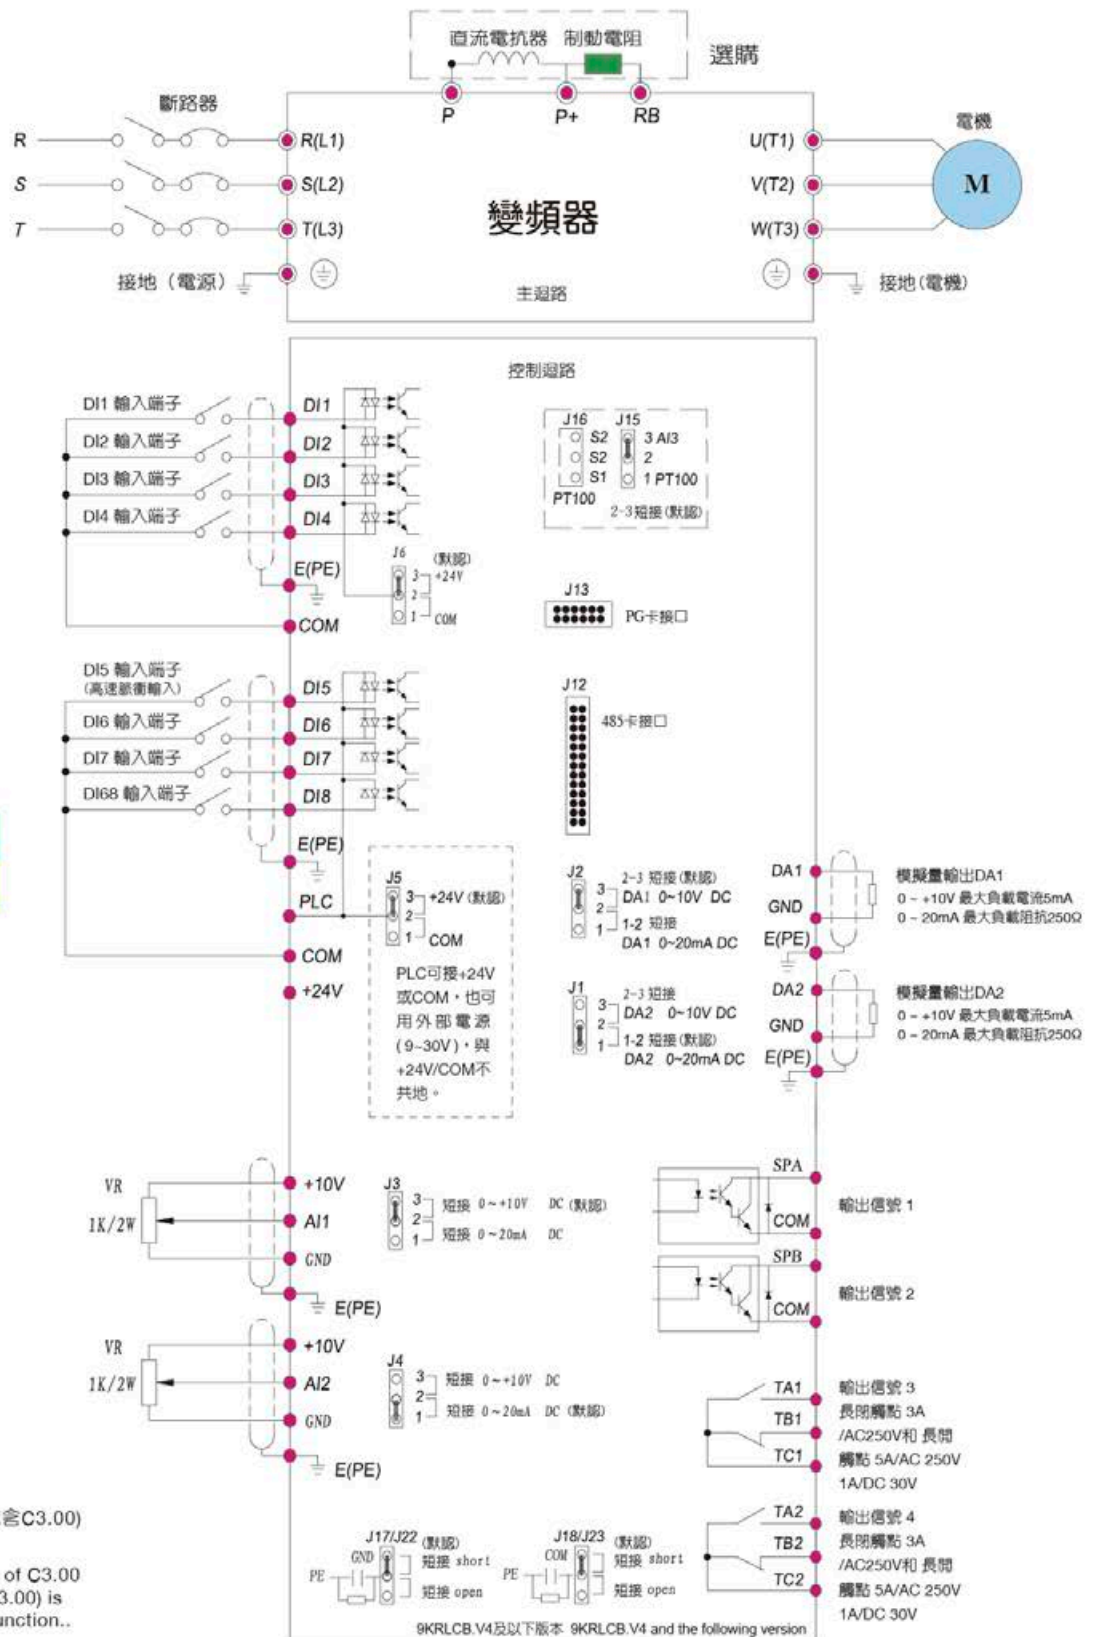 直流電抗器 制動電阻
選購
P P+ RB
斷路器
R
R(L1)
S
S(L2)
T
T(L3)
接地（電源）
變頻器
主迴路
U(T1)
V(T2)
W(T3)
電機
M
接地(電機)
控制迴路
DI1 輸入端子
DI1
DI2 輸入端子
DI2
DI3 輸入端子
DI3
DI4 輸入端子
DI4
E(PE)
COM
J6
(默認)
3 +24V
2
1 COM
J16 J15
S2 3 AI3
S2 2
S1 1 PT100
PT100
2-3短接(默認)
J13
PG卡接口
DI5 輸入端子
(高速脈衝輸入)
DI5
DI6 輸入端子
DI6
DI7 輸入端子
DI7
DI68 輸入端子
DI8
E(PE)
PLC
COM
+24V
J12
485卡接口
J5
3 +24V (默認)
2
1 COM
PLC可接+24V
或COM，也可
用外部電源
(9~30V)，與
+24V/COM不
共地。
J2
2-3 短接(默認)
3 DA1 0~10V DC
2
1 1-2 短接
DA1 0~20mA DC
J1
2-3 短接
3 DA2 0~10V DC
2
1 1-2 短接(默認)
DA2 0~20mA DC
DA1
GND
E(PE)
模擬量輸出DA1
0 ~ +10V 最大負載電流5mA
0 ~ 20mA 最大負載阻抗250Ω
DA2
GND
E(PE)
模擬量輸出DA2
0 ~ +10V 最大負載電流5mA
0 ~ 20mA 最大負載阻抗250Ω
VR
1K/2W
+10V
AI1
GND
E(PE)
J3
3 短接 0~+10V DC (默認)
2
1 短接 0~20mA DC
VR
1K/2W
+10V
AI2
GND
E(PE)
J4
3 短接 0~+10V DC
2
1 短接 0~20mA DC (默認)
SPA
COM
輸出信號 1
SPB
COM
輸出信號 2
TA1
TB1
TC1
輸出信號 3
長閉觸點 3A
/AC250V和 長開
觸點 5A/AC 250V
1A/DC 30V
TA2
TB2
TC2
輸出信號 4
長閉觸點 3A
/AC250V和 長開
觸點 5A/AC 250V
1A/DC 30V
含C3.00)
of C3.00
3.00) is
unction..
J17/J22 (默認)
GND 短接 short
PE
短接 open
J18/J23 (默認)
COM 短接 short
PE
短接 open
9KRLCB.V4及以下版本 9KRLCB.V4 and the following version